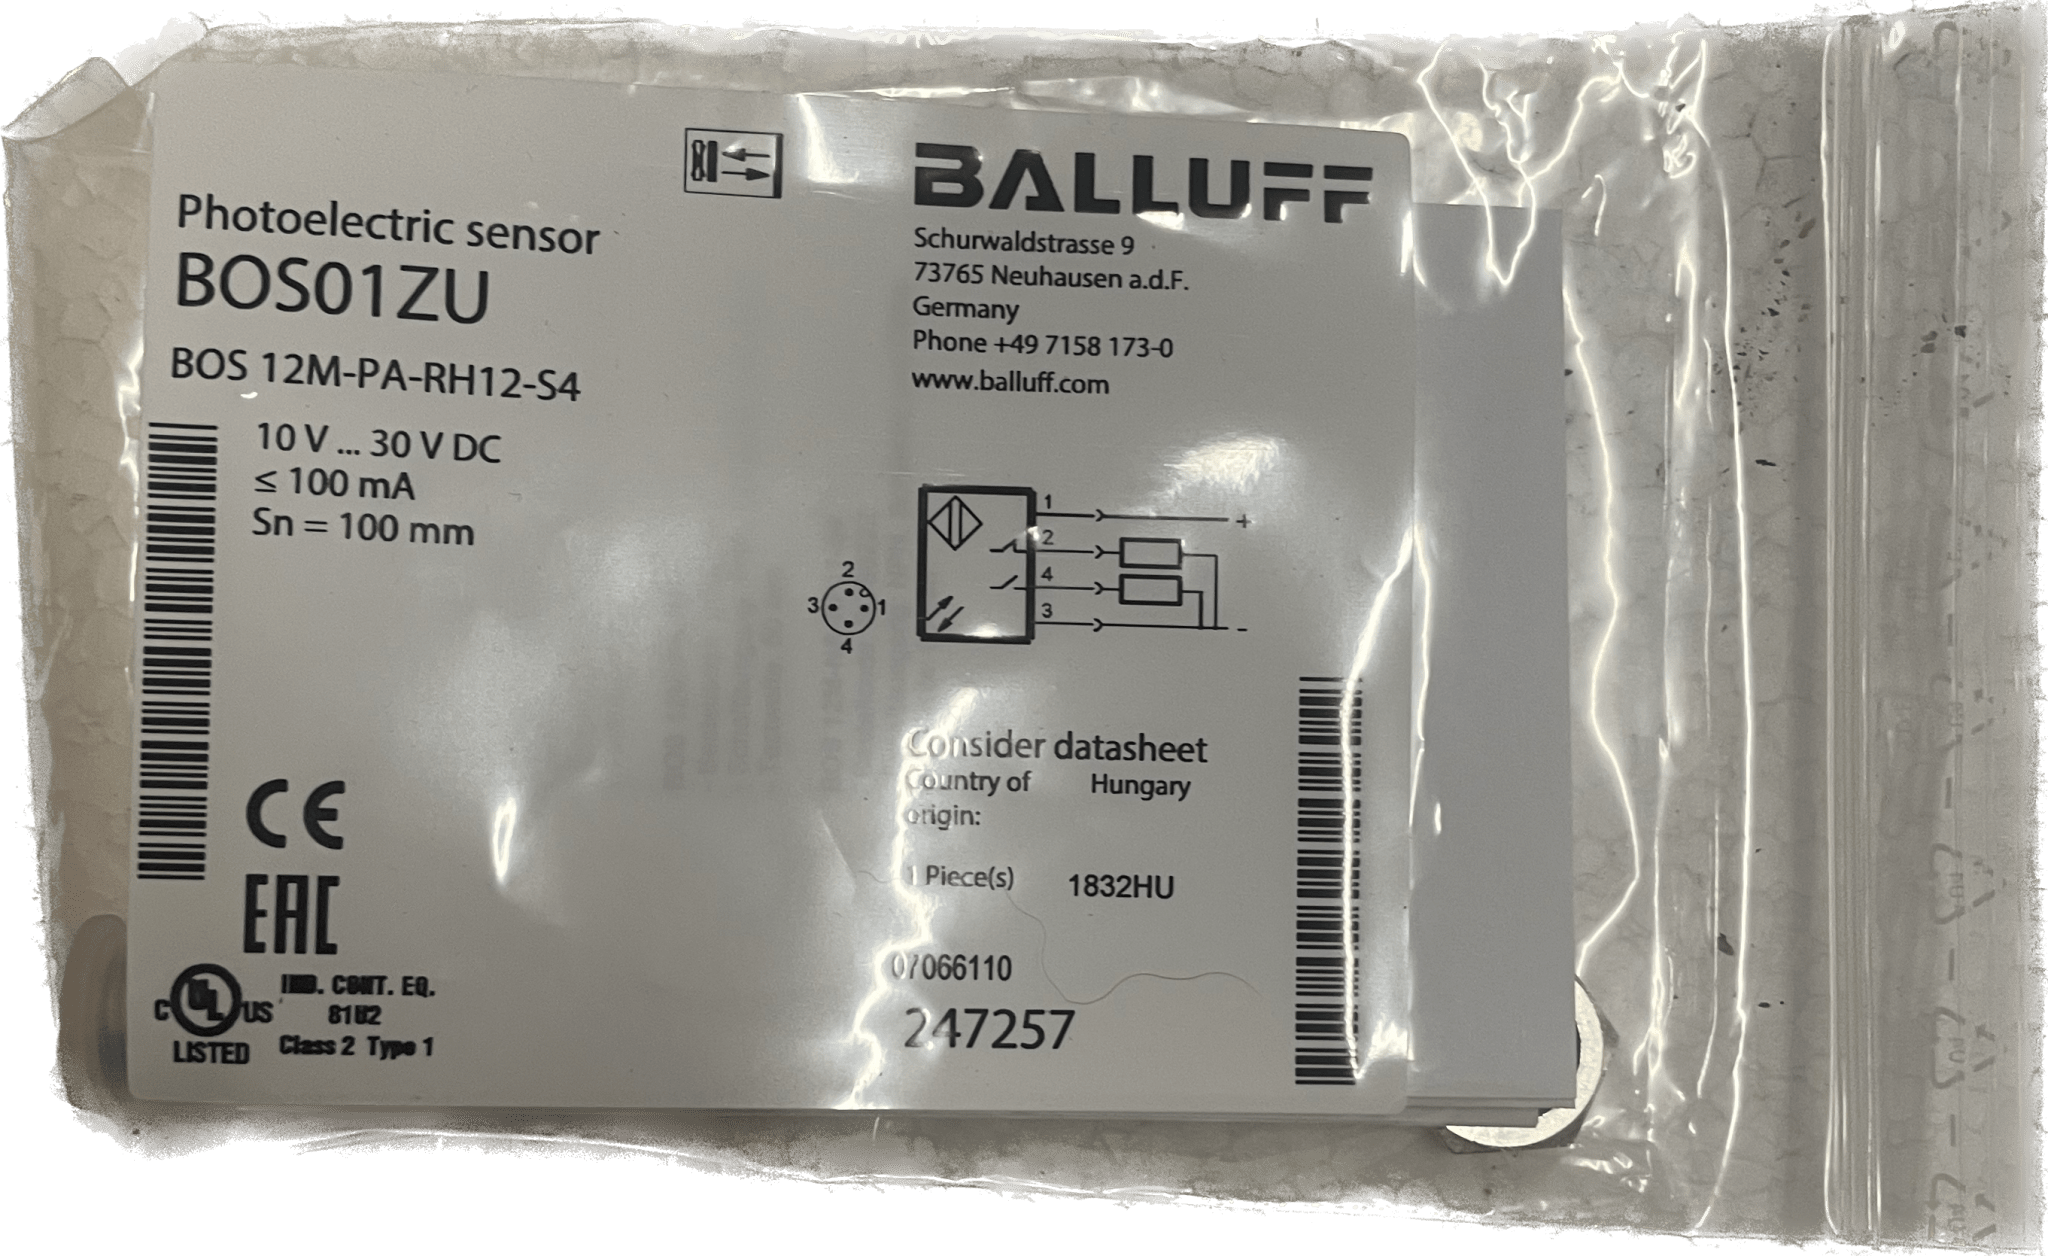 Photoelectric sensor
BOS01ZU
BOS 12M-PA-RH12-S4
10 V ... 30 V DC
≤ 100 mA
Sn = 100 mm
CE
EAC
C UL US
LISTED
IND. CONT. EQ.
81B2
Class 2 Type 1
BALLUFF
Schurwaldstrasse 9
73765 Neuhausen a.d.F.
Germany
Phone +49 7158 173-0
www.balluff.com
2
3 1
4
1 +
2
4
3 -
Consider datasheet
Country of Hungary
origin:
1 Piece(s) 1832HU
07066110
247257